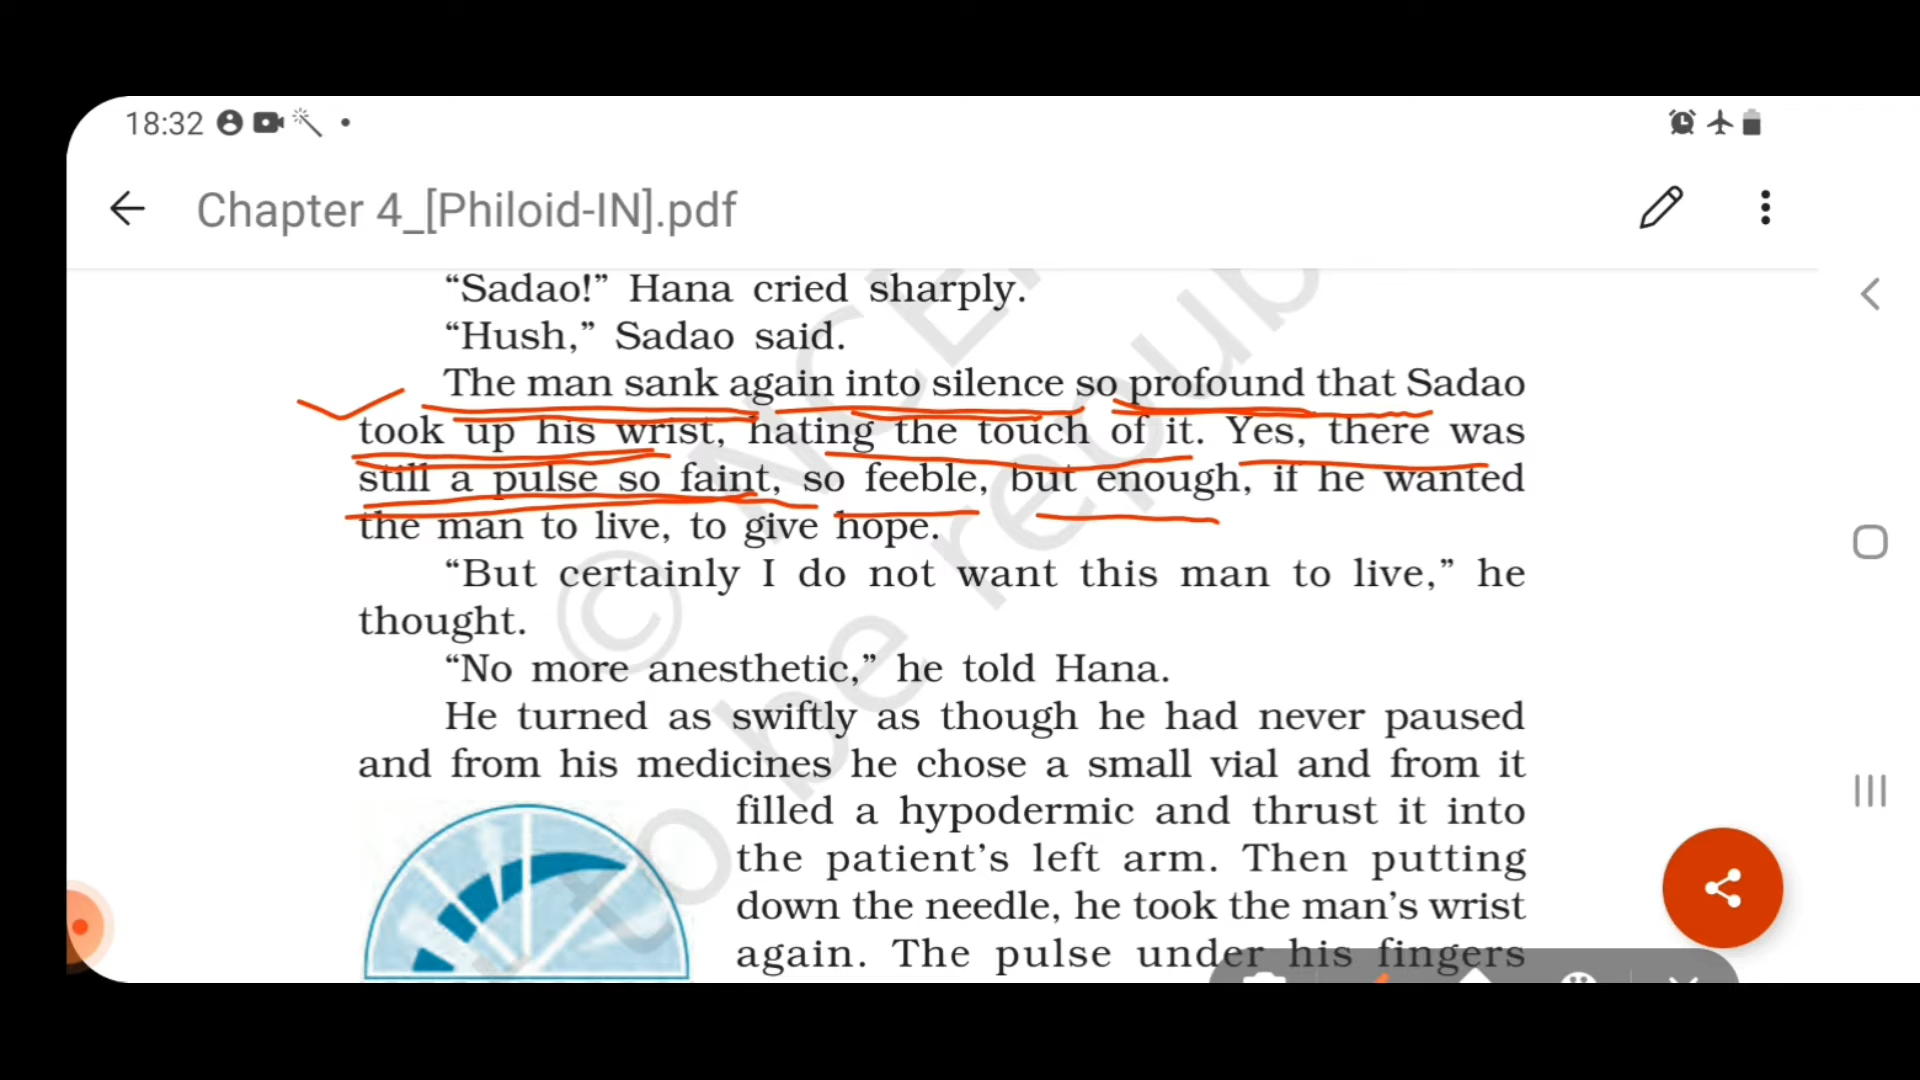 18:32
Chapter 4_[Philoid-IN].pdf
“Sadao!” Hana cried sharply.
“Hush,” Sadao said.
The man sank again into silence so profound that Sadao
took up his wrist, hating the touch of it. Yes, there was
still a pulse so faint, so feeble, but enough, if he wanted
the man to live, to give hope.
“But certainly I do not want this man to live,” he
thought.
“No more anesthetic,” he told Hana.
He turned as swiftly as though he had never paused
and from his medicines he chose a small vial and from it
filled a hypodermic and thrust it into
the patient’s left arm. Then putting
down the needle, he took the man’s wrist
again. The pulse under his fingers
© NCE
to be repub